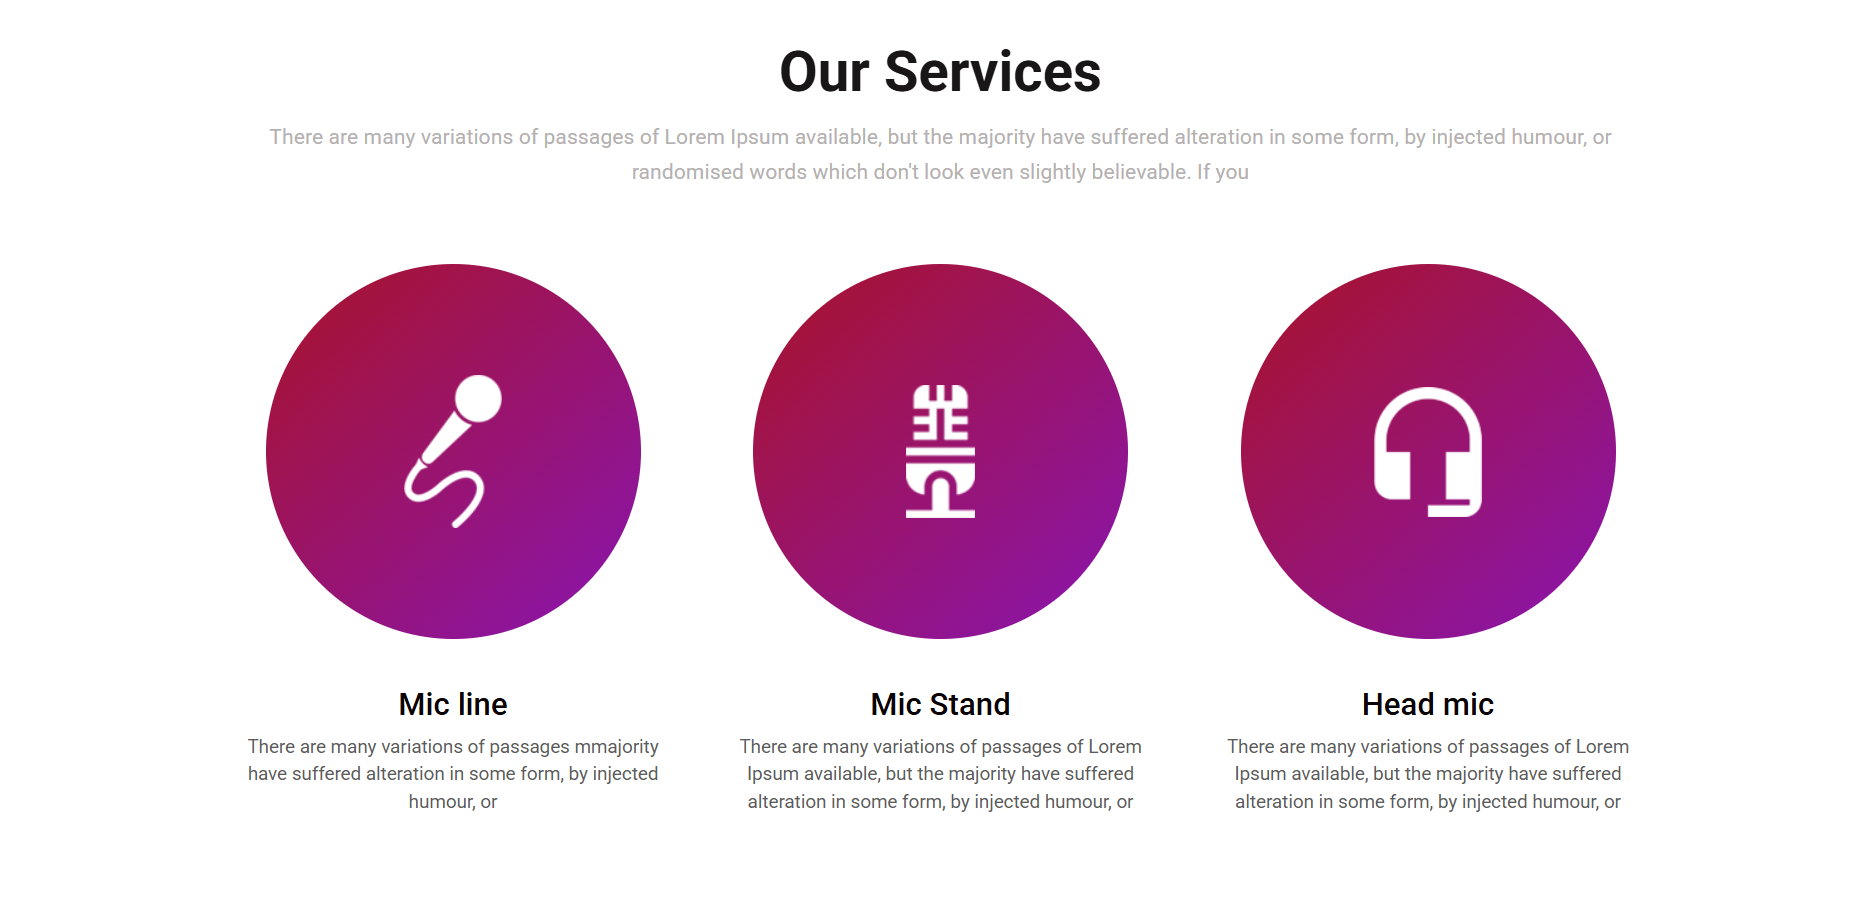 Our Services
There are many variations of passages of Lorem Ipsum available, but the majority have suffered alteration in some form, by injected humour, or
randomised words which don't look even slightly believable. If you
Mic line
There are many variations of passages mmajority
have suffered alteration in some form, by injected
humour, or
Mic Stand
There are many variations of passages of Lorem
Ipsum available, but the majority have suffered
alteration in some form, by injected humour, or
Head mic
There are many variations of passages of Lorem
Ipsum available, but the majority have suffered
alteration in some form, by injected humour, or